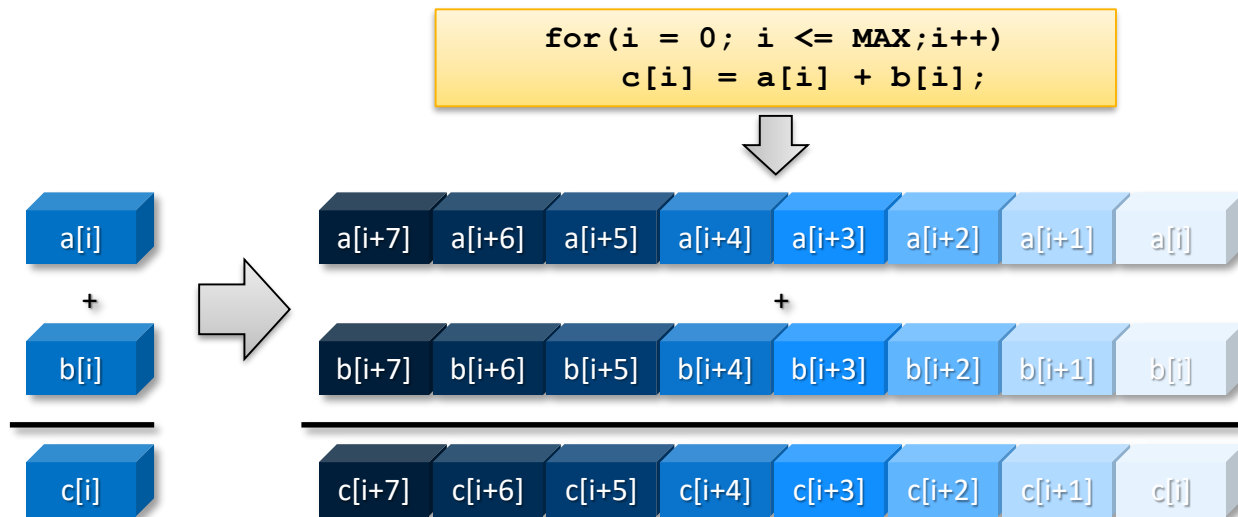 for(i = 0; i <= MAX;i++)
c[i] = a[i] + b[i];
a[i]
a[i+7] a[i+6] a[i+5] a[i+4] a[i+3] a[i+2] a[i+1] a[i]
+
+
b[i]
b[i+7] b[i+6] b[i+5] b[i+4] b[i+3] b[i+2] b[i+1] b[i]
c[i]
c[i+7] c[i+6] c[i+5] c[i+4] c[i+3] c[i+2] c[i+1] c[i]